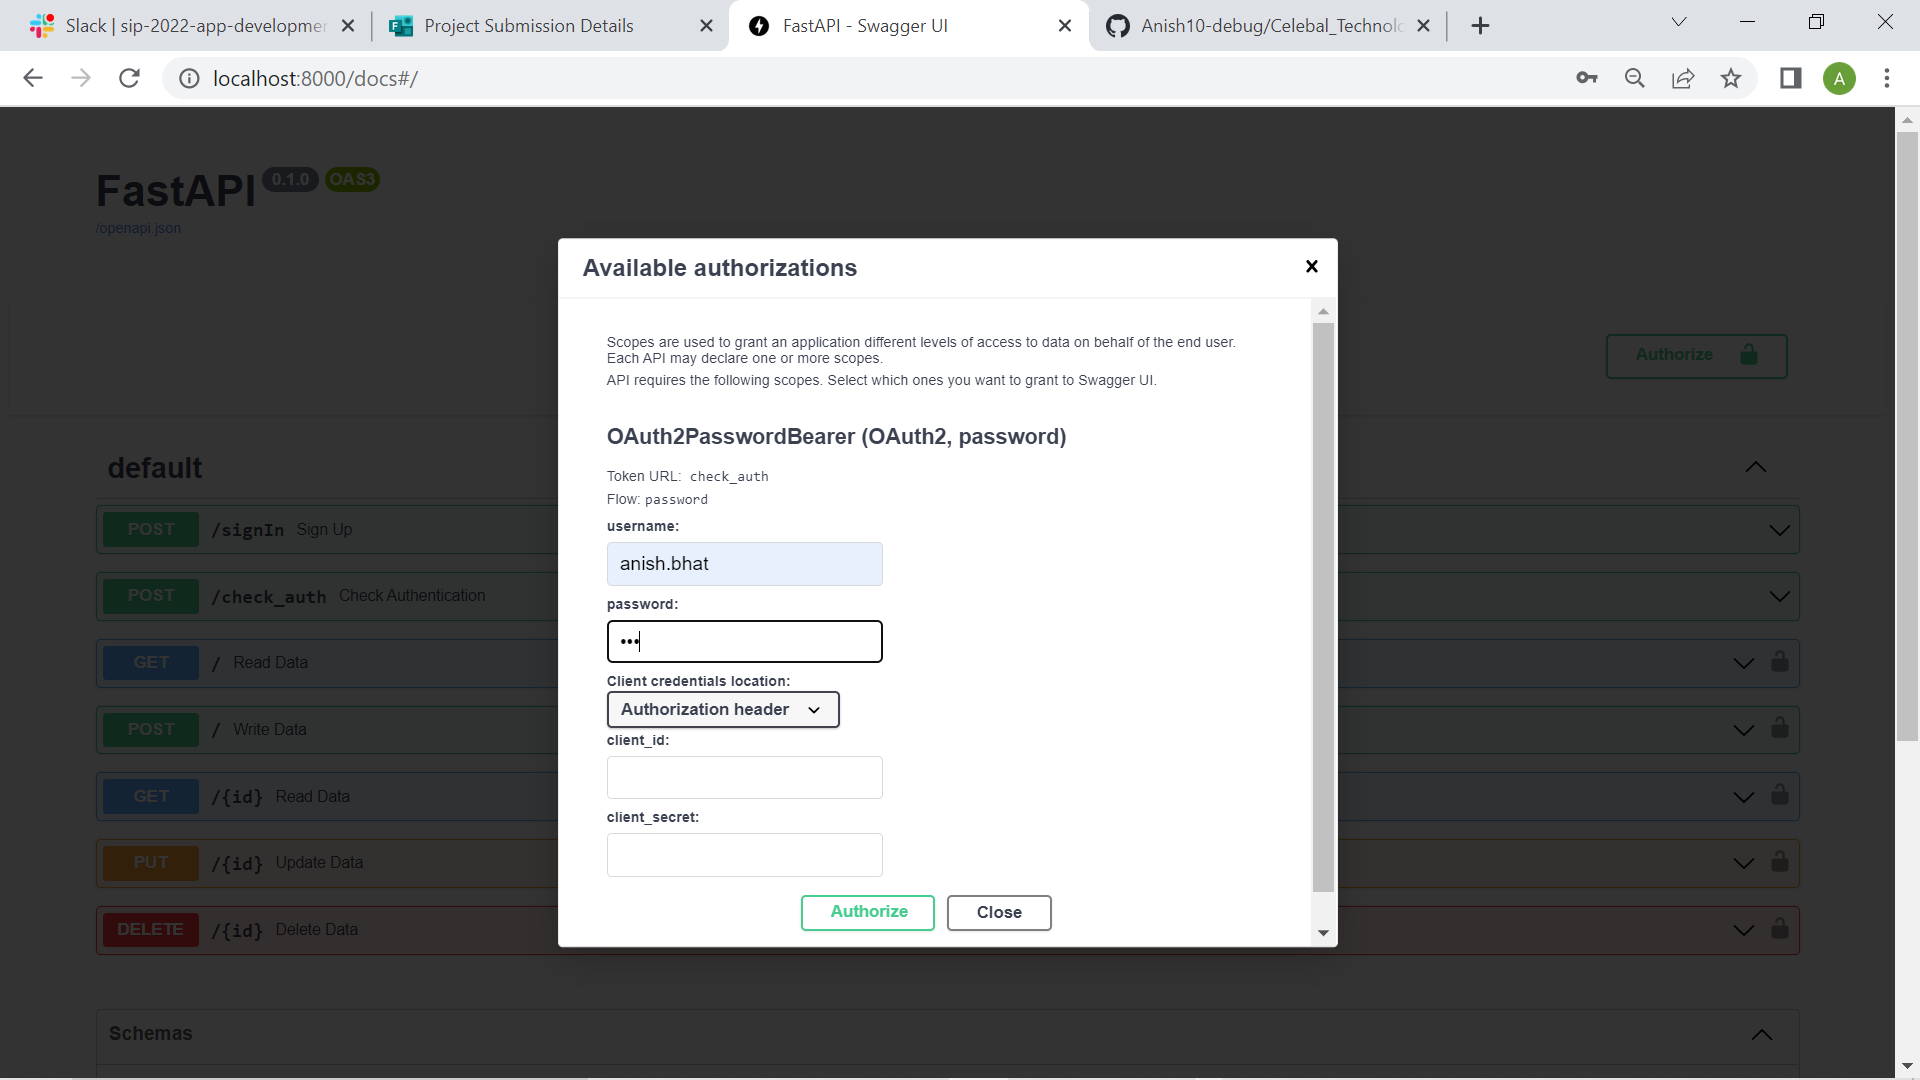 Slack | sip-2022-app-developmer
Project Submission Details
FastAPI - Swagger UI
Anish10-debug/Celebal_Technolo
localhost:8000/docs#/
A
FastAPI 0.1.0 OAS3
/openapi.json
Authorize
Available authorizations
Scopes are used to grant an application different levels of access to data on behalf of the end user.
Each API may declare one or more scopes.
API requires the following scopes. Select which ones you want to grant to Swagger UI.
OAuth2PasswordBearer (OAuth2, password)
Token URL: check_auth
Flow: password
username:
anish.bhat
password:
•••
Client credentials location:
Authorization header
client_id:
client_secret:
Authorize Close
default
POST /signIn Sign Up
POST /check_auth Check Authentication
GET / Read Data
POST / Write Data
GET /{id} Read Data
PUT /{id} Update Data
DELETE /{id} Delete Data
Schemas